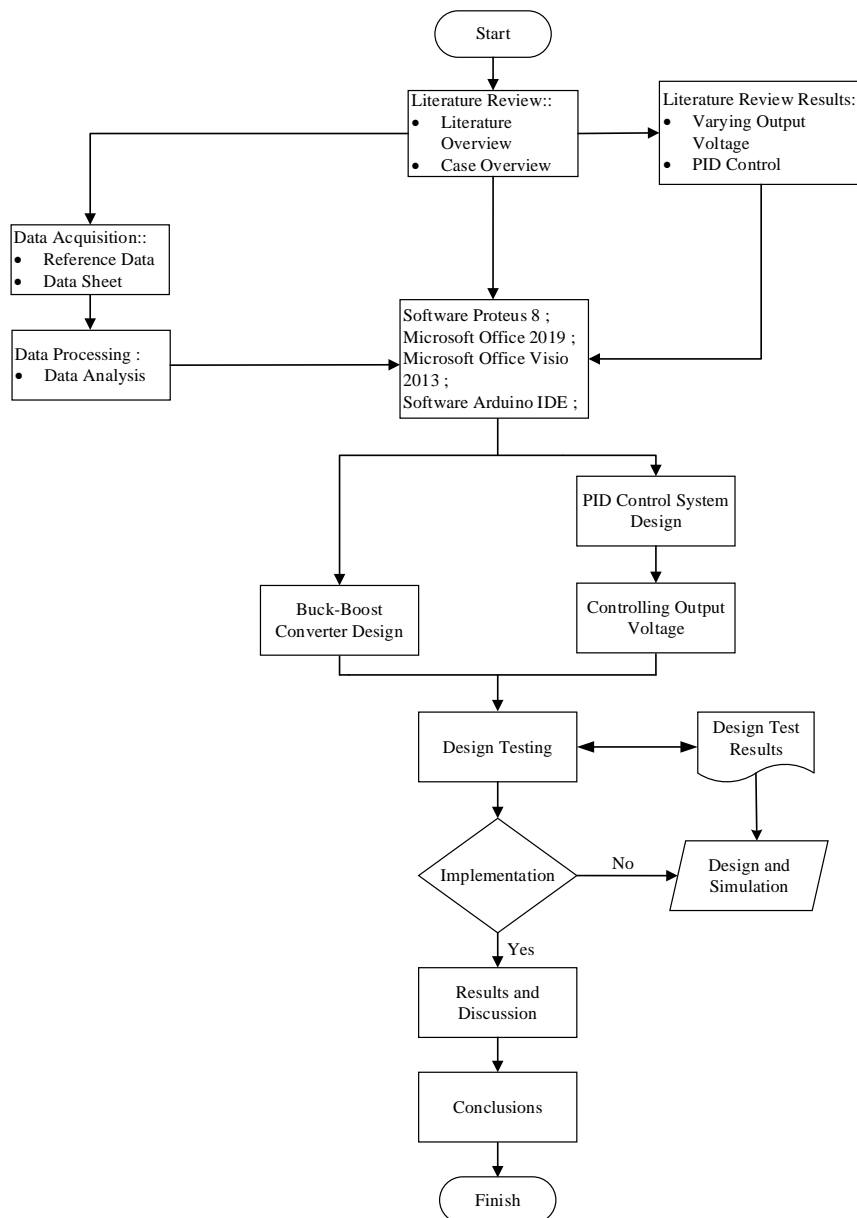 Start
Literature Review::
• Literature
Overview
• Case Overview
Literature Review Results:
• Varying Output
Voltage
• PID Control
Data Acquisition::
• Reference Data
• Data Sheet
Data Processing :
• Data Analysis
Software Proteus 8 ;
Microsoft Office 2019 ;
Microsoft Office Visio
2013 ;
Software Arduino IDE ;
PID Control System
Design
Buck-Boost
Converter Design
Controlling Output
Voltage
Design Testing
Design Test
Results
Implementation
No
Design and
Simulation
Yes
Results and
Discussion
Conclusions
Finish